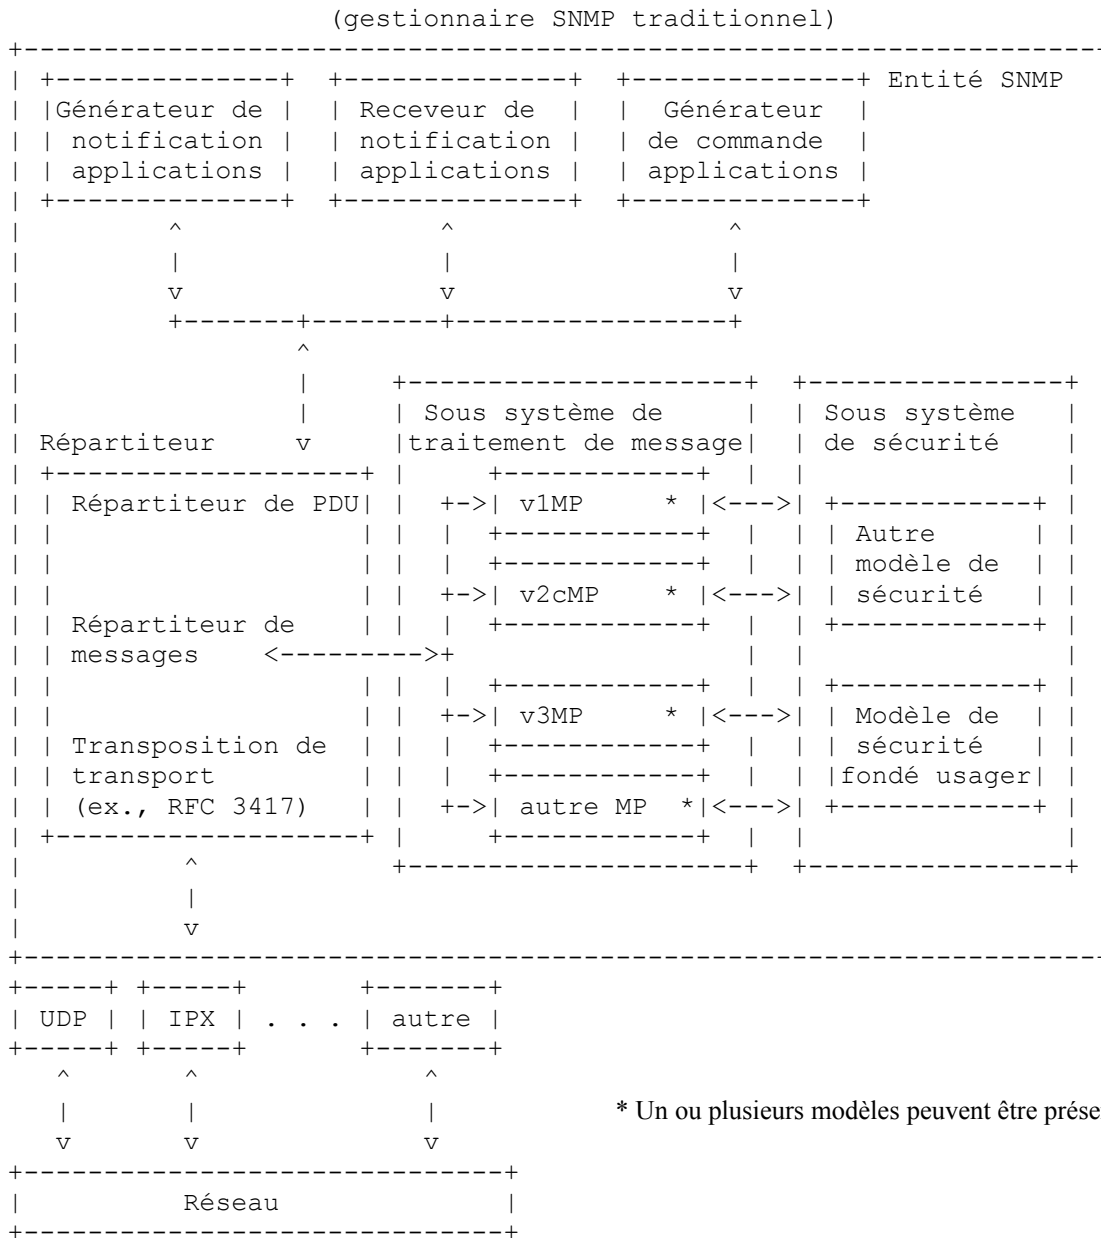 (gestionnaire SNMP traditionnel)
Entité SNMP
Générateur de notification applications
Receveur de notification applications
Générateur de commande applications
Répartiteur
Sous système de
traitement de message
Sous système
de sécurité
Répartiteur de PDU
v1MP *
Autre
modèle de
sécurité
v2cMP *
Répartiteur de
messages
v3MP *
Modèle de
sécurité
fondé usager
Transposition de
transport
(ex., RFC 3417)
autre MP *
UDP
IPX
. . .
autre
* Un ou plusieurs modèles peuvent être
Réseau